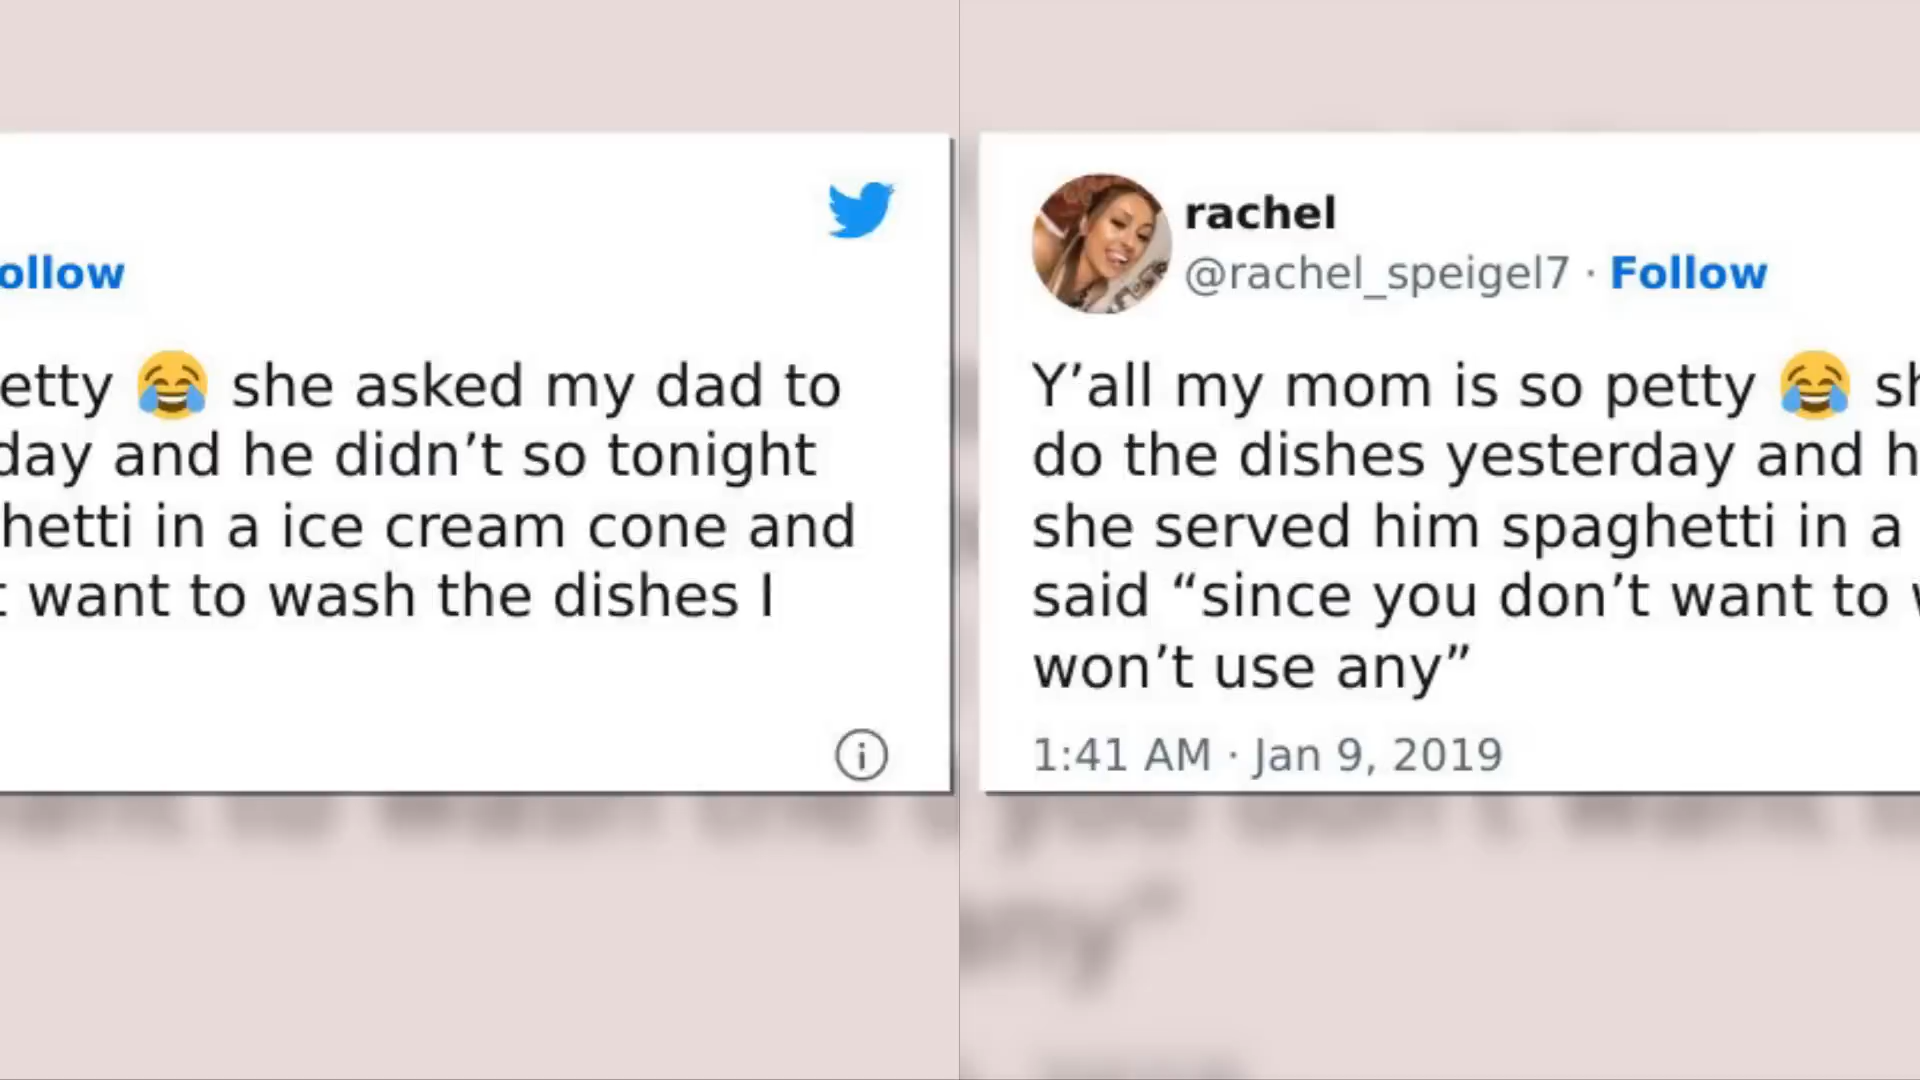 ollow
etty 😂 she asked my dad to
day and he didn’t so tonight
hetti in a ice cream cone and
t want to wash the dishes I
rachel
@rachel_speigel7 · Follow
Y’all my mom is so petty 😂 sh
do the dishes yesterday and h
she served him spaghetti in a
said “since you don’t want to w
won’t use any”
1:41 AM · Jan 9, 2019